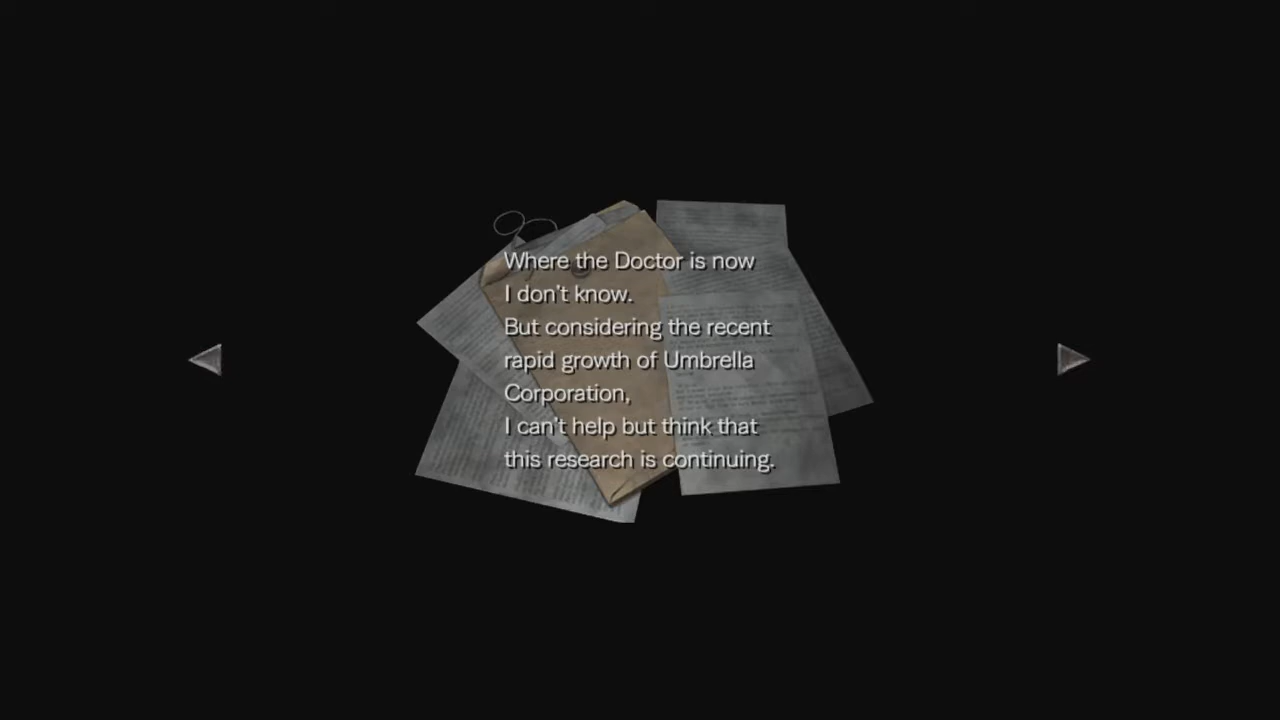 Where the Doctor is now
I don't know.
But considering the recent
rapid growth of Umbrella
Corporation,
I can't help but think that
this research is continuing.